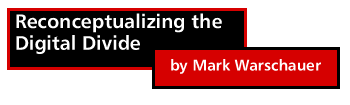 Reconceptualizing the
Digital Divide
by Mark Warschauer